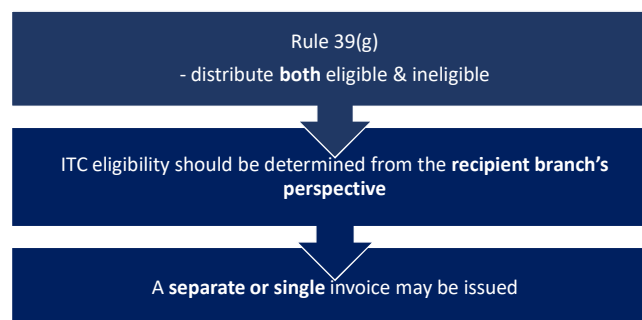 Rule 39(g)
- distribute both eligible & ineligible
ITC eligibility should be determined from the recipient branch's
perspective
A separate or single invoice may be issued